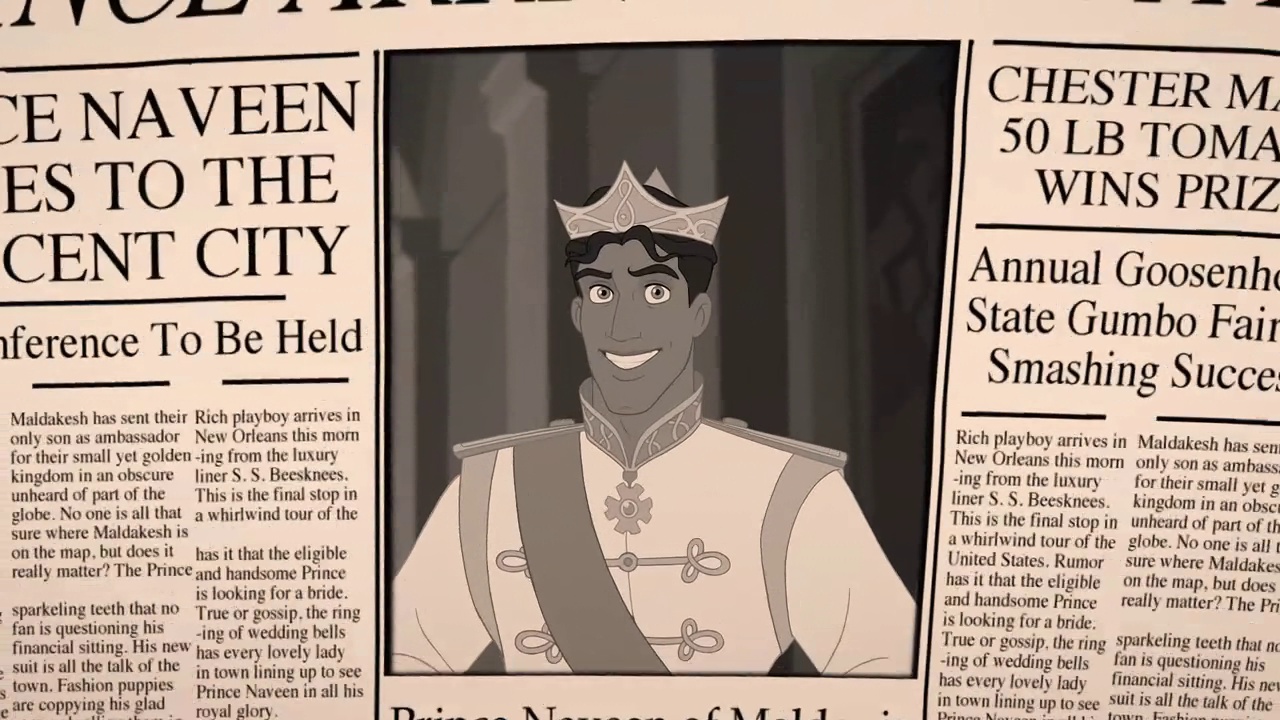 CE NAVEEN
ES TO THE
CENT CITY
nference To Be Held
Maldakesh has sent their
only son as ambassador
for their small yet golden
kingdom in an obscure
unheard of part of the
globe. No one is all that
sure where Maldakesh is
on the map, but does it
really matter? The Prince
sparkeling teeth that no
fan is questioning his
financial sitting. His new
suit is all the talk of the
town. Fashion puppies
are coppying his glad
Rich playboy arrives in
New Orleans this morn
-ing from the luxury
liner S. S. Beesknees.
This is the final stop in
a whirlwind tour of the
has it that the eligible
and handsome Prince
is looking for a bride.
True or gossip, the ring
-ing of wedding bells
has every lovely lady
in town lining up to see
Prince Naveen in all his
royal glory.
Prince Naveen of
CHESTER MA
50 LB TOMA
WINS PRIZ
Annual Goosenho
State Gumbo Fair
Smashing Succes
Rich playboy arrives in
New Orleans this morn
-ing from the luxury
liner S. S. Beesknees.
This is the final stop in
a whirlwind tour of the
United States. Rumor
has it that the eligible
and handsome Prince
is looking for a bride.
True or gossip, the ring
-ing of wedding bells
has every lovely lady
in town lining up to see
Prince Naveen in all his
Maldakesh has sent
only son as ambass
for their small yet g
kingdom in an obsc
unheard of part of th
globe. No one is all t
sure where Maldakes
on the map, but does
really matter? The Pri
sparkeling teeth that no
fan is questioning his
financial sitting. His new
suit is all the talk of the
town. Fashion puppies